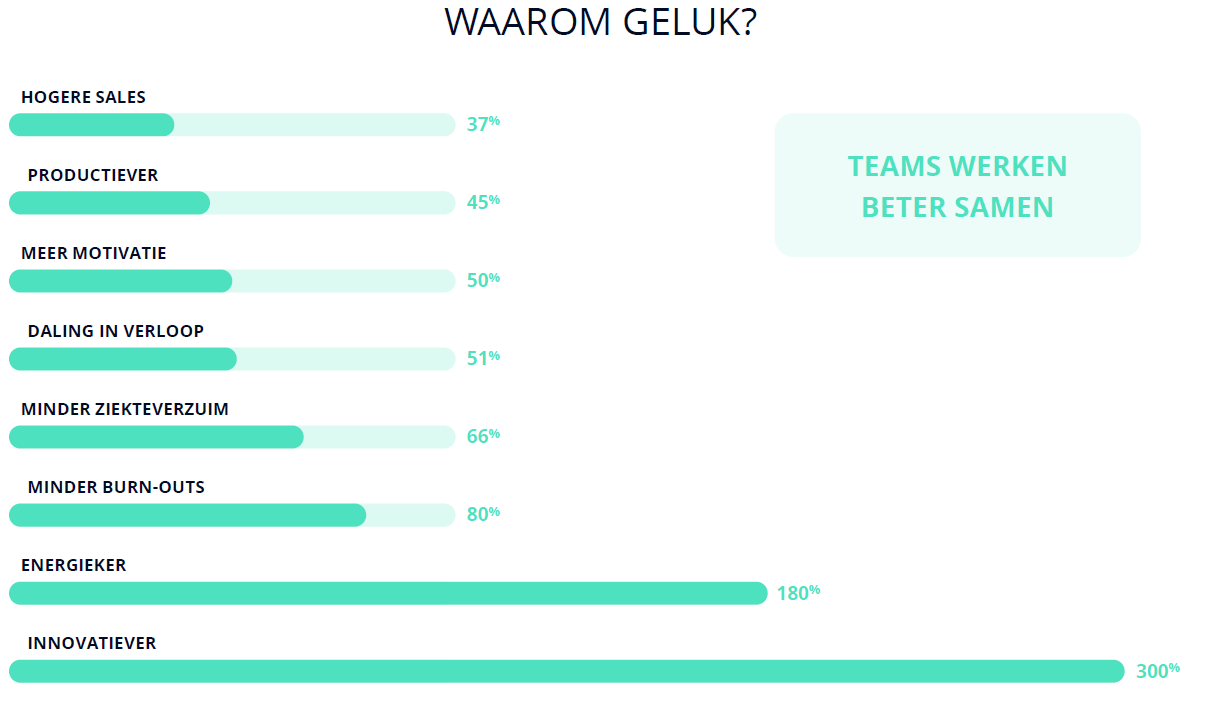 WAAROM GELUK?
HOGERE SALES
37%
PRODUCTIEVER
45%
MEER MOTIVATIE
50%
DALING IN VERLOOP
51%
MINDER ZIEKTEVERZUIM
66%
MINDER BURN-OUTS
80%
ENERGIEKER
180%
INNOVATIEVER
300%
TEAMS WERKEN
BETER SAMEN